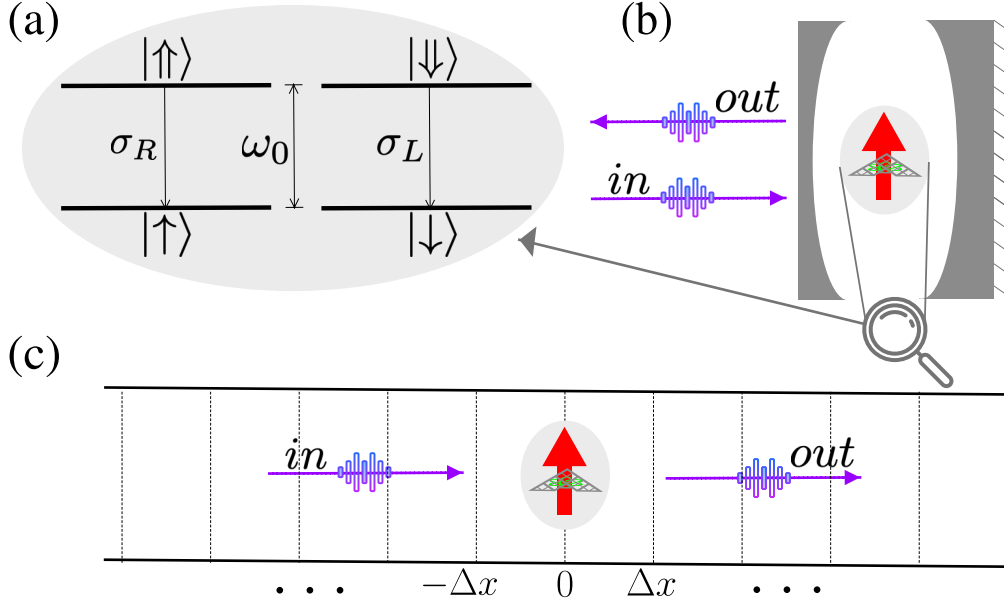 (a)
|⇑⟩ |⇓⟩
σ_R ω_0 σ_L
|↑⟩ |↓⟩
(b)
out
in
(c)
in out
... −Δx 0 Δx ...